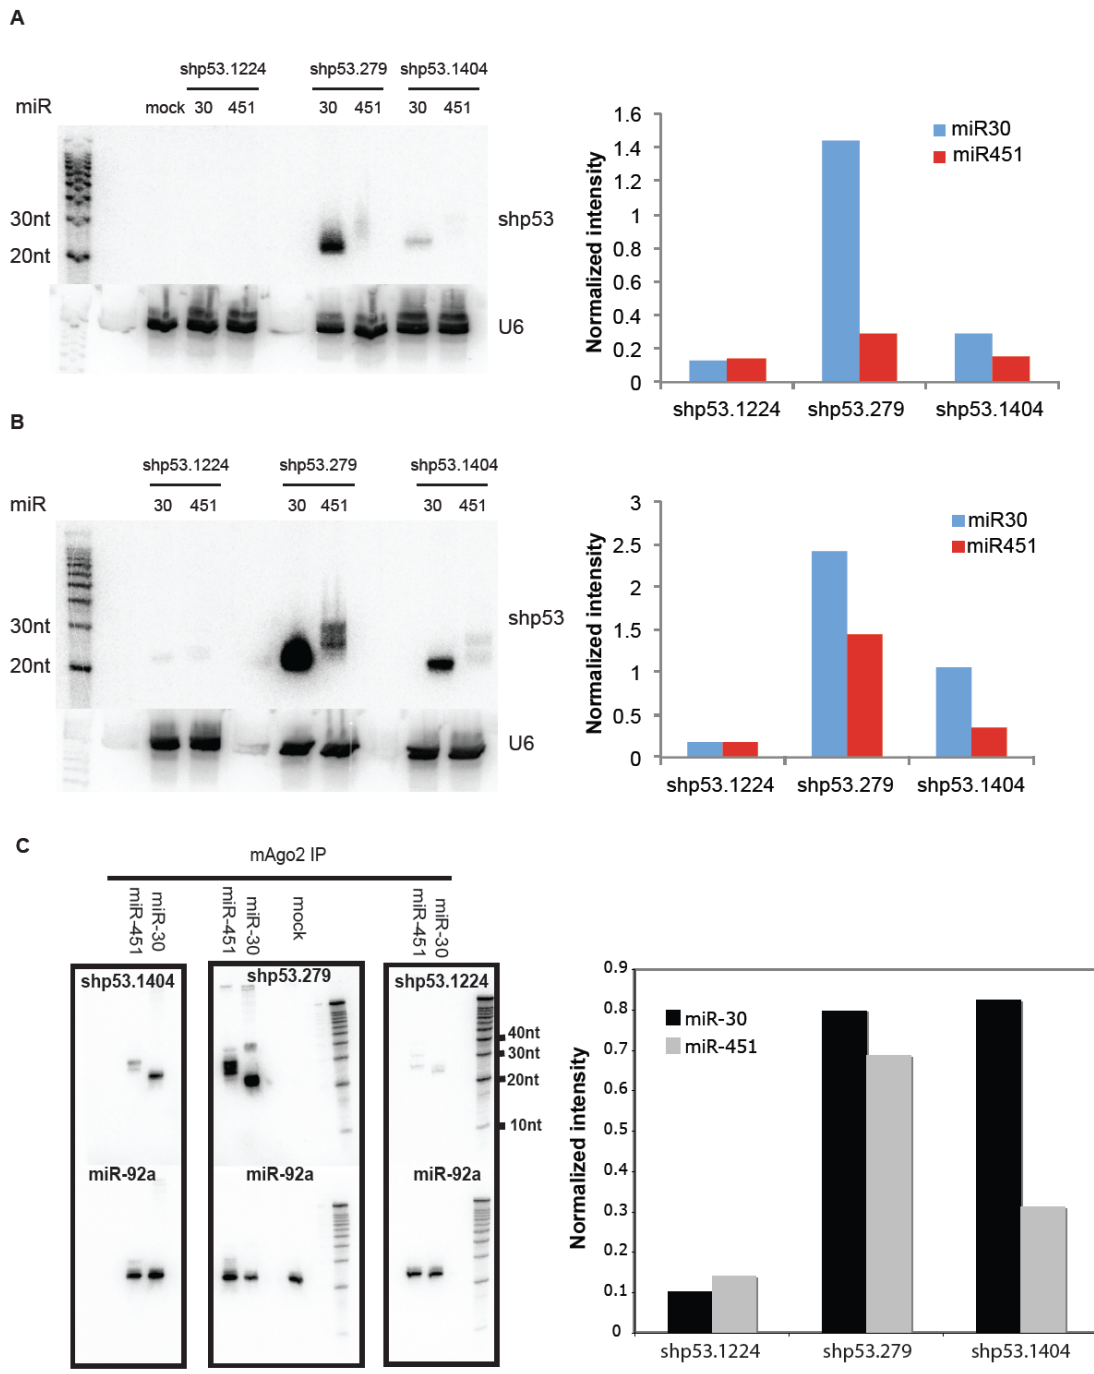 A
shp53.1224 shp53.279 shp53.1404
miR mock 30 451 30 451 30 451
30nt
20nt
shp53
U6
1.6
1.4
1.2
1
0.8
0.6
0.4
0.2
0
Normalized intensity
miR30
miR451
shp53.1224 shp53.279 shp53.1404
B
shp53.1224 shp53.279 shp53.1404
miR 30 451 30 451 30 451
30nt
20nt
shp53
U6
3
2.5
2
1.5
1
0.5
0
Normalized intensity
miR30
miR451
shp53.1224 shp53.279 shp53.1404
C
mAgo2 IP
miR-451 miR-30 miR-451 miR-30 mock miR-451 miR-30
shp53.1404 shp53.279 shp53.1224
40nt
30nt
20nt
10nt
miR-92a miR-92a miR-92a
0.9
0.8
0.7
0.6
0.5
0.4
0.3
0.2
0.1
0
Normalized intensity
miR-30
miR-451
shp53.1224 shp53.279 shp53.1404